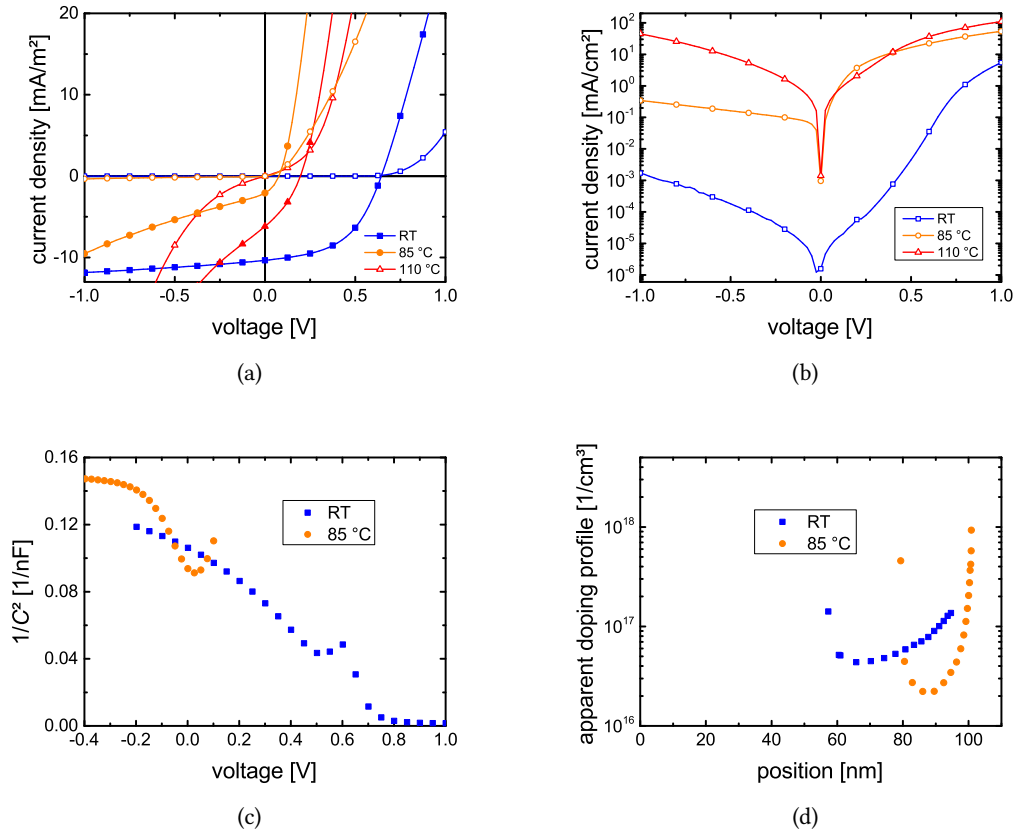 current density [mA/m²]
20
10
0
-10
-1.0
-0.5
0.0
0.5
1.0
voltage [V]
RT
85 °C
110 °C
(a)
current density [mA/cm²]
10²
10¹
10⁰
10⁻¹
10⁻²
10⁻³
10⁻⁴
10⁻⁵
10⁻⁶
-1.0
-0.5
0.0
0.5
1.0
voltage [V]
RT
85 °C
110 °C
(b)
1/C² [1/nF]
0.16
0.12
0.08
0.04
0.00
-0.4
-0.2
0.0
0.2
0.4
0.6
0.8
1.0
voltage [V]
RT
85 °C
(c)
apparent doping profile [1/cm³]
10¹⁸
10¹⁷
10¹⁶
0
20
40
60
80
100
position [nm]
RT
85 °C
(d)